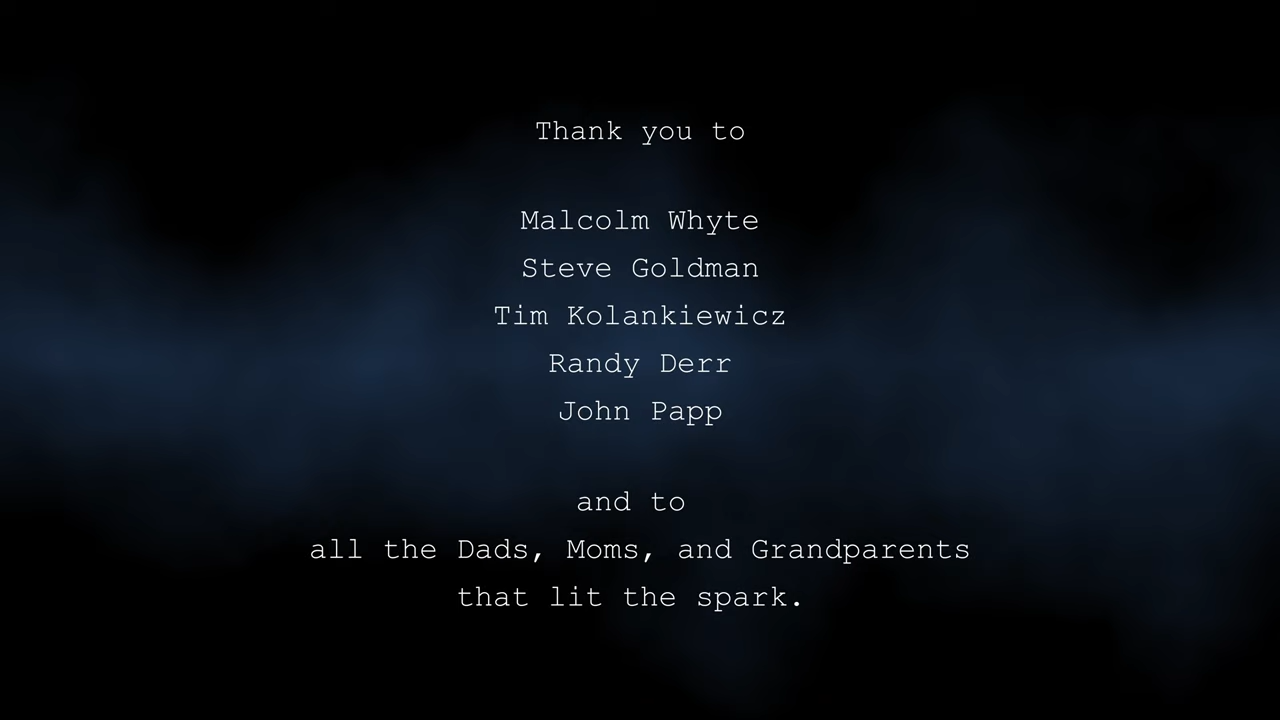 Thank you to
Malcolm Whyte
Steve Goldman
Tim Kolankiewicz
Randy Derr
John Papp
and to
all the Dads, Moms, and Grandparents
that lit the spark.